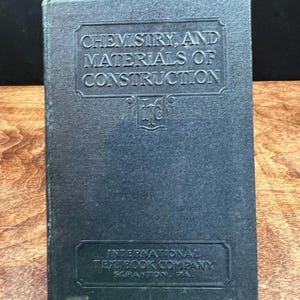 CHEMISTRY, AND
MATERIALS OF
CONSTRUCTION
INTERNATIONAL
TEXTBOOK COMPANY
SCRANTON, PA.